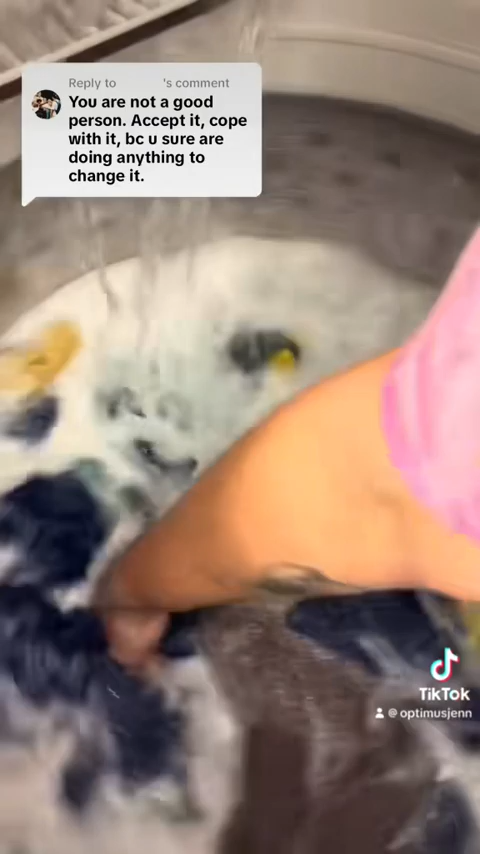 Reply to 's comment
You are not a good
person. Accept it, cope
with it, bc u sure are
doing anything to
change it.
TikTok
@ optimusjenn